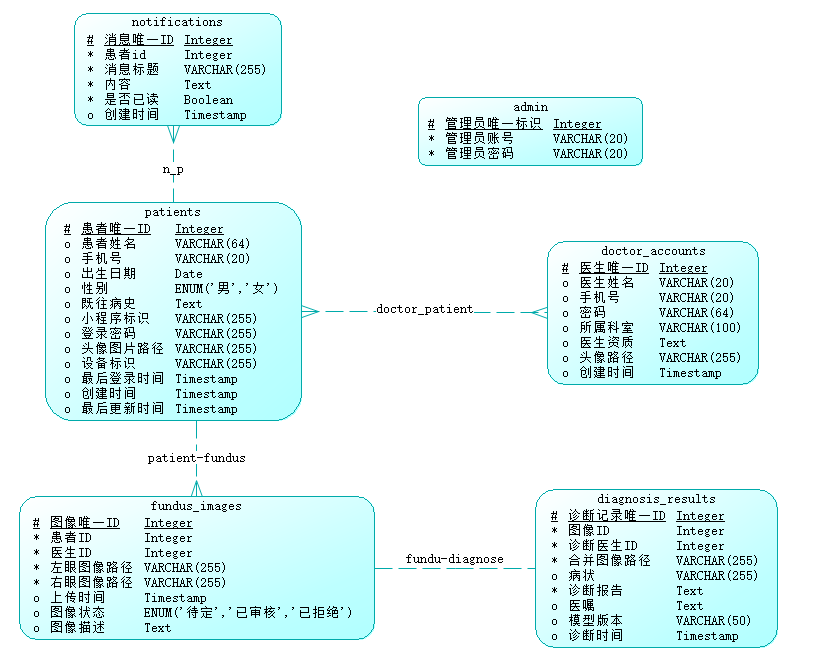 notifications
# 消息唯一ID Integer
* 患者id Integer
* 消息标题 VARCHAR(255)
* 内容 Text
* 是否已读 Boolean
o 创建时间 Timestamp
n_p
admin
# 管理员唯一标识 Integer
* 管理员账号 VARCHAR(20)
* 管理员密码 VARCHAR(20)
patients
# 患者唯一ID Integer
o 患者姓名 VARCHAR(64)
o 手机号 VARCHAR(20)
o 出生日期 Date
o 性别 ENUM('男','女')
o 既往病史 Text
o 小程序标识 VARCHAR(255)
o 登录密码 VARCHAR(255)
o 头像图片路径 VARCHAR(255)
o 设备标识 VARCHAR(255)
o 最后登录时间 Timestamp
o 创建时间 Timestamp
o 最后更新时间 Timestamp
doctor_patient
doctor_accounts
# 医生唯一ID Integer
o 医生姓名 VARCHAR(20)
o 手机号 VARCHAR(20)
o 密码 VARCHAR(64)
o 所属科室 VARCHAR(100)
o 医生资质 Text
o 头像路径 VARCHAR(255)
o 创建时间 Timestamp
patient-fundus
fundus_images
# 图像唯一ID Integer
* 患者ID Integer
* 医生ID Integer
* 左眼图像路径 VARCHAR(255)
* 右眼图像路径 VARCHAR(255)
o 上传时间 Timestamp
o 图像状态 ENUM('待定','已审核','已拒绝')
o 图像描述 Text
fundu-diagnose
diagnosis_results
# 诊断记录唯一ID Integer
* 图像ID Integer
* 诊断医生ID Integer
* 合并图像路径 VARCHAR(255)
o 病状 VARCHAR(255)
* 诊断报告 Text
o 医嘱 Text
o 模型版本 VARCHAR(50)
o 诊断时间 Timestamp